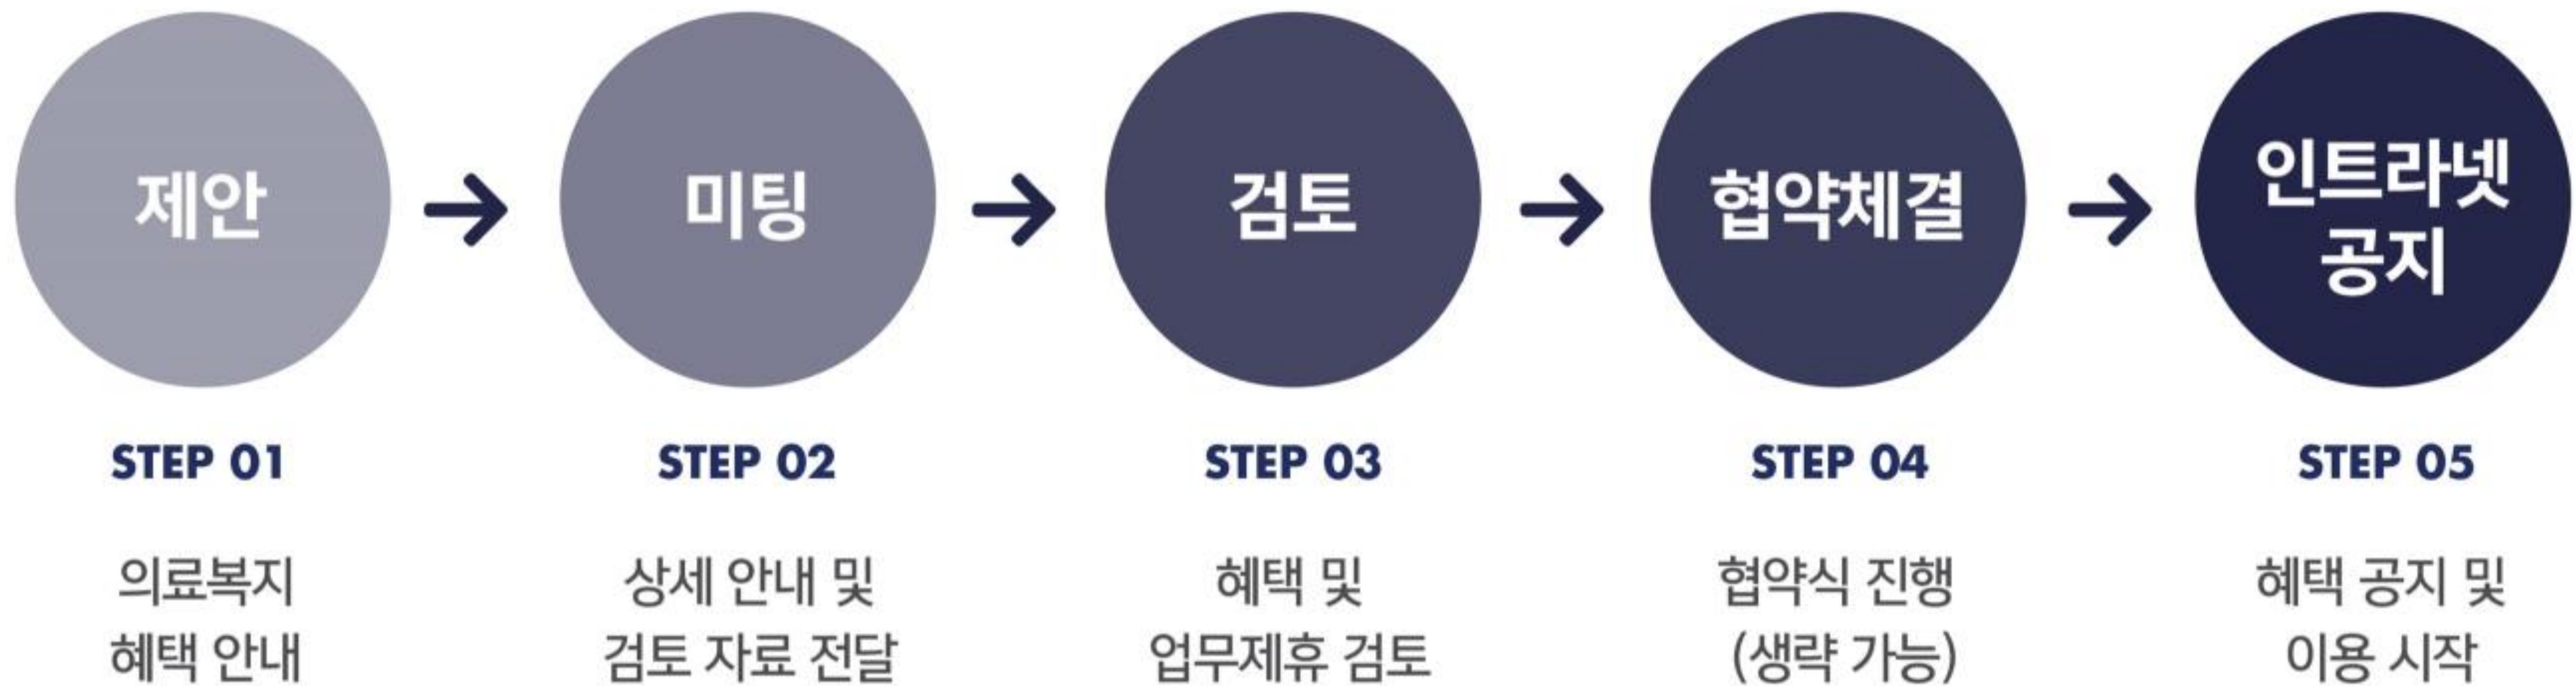 제안
미팅
검토
협약체결
인트라넷
공지
STEP 01
STEP 02
STEP 03
STEP 04
STEP 05
의료복지
혜택 안내
상세 안내 및
검토 자료 전달
혜택 및
업무제휴 검토
협약식 진행
(생략 가능)
혜택 공지 및
이용 시작